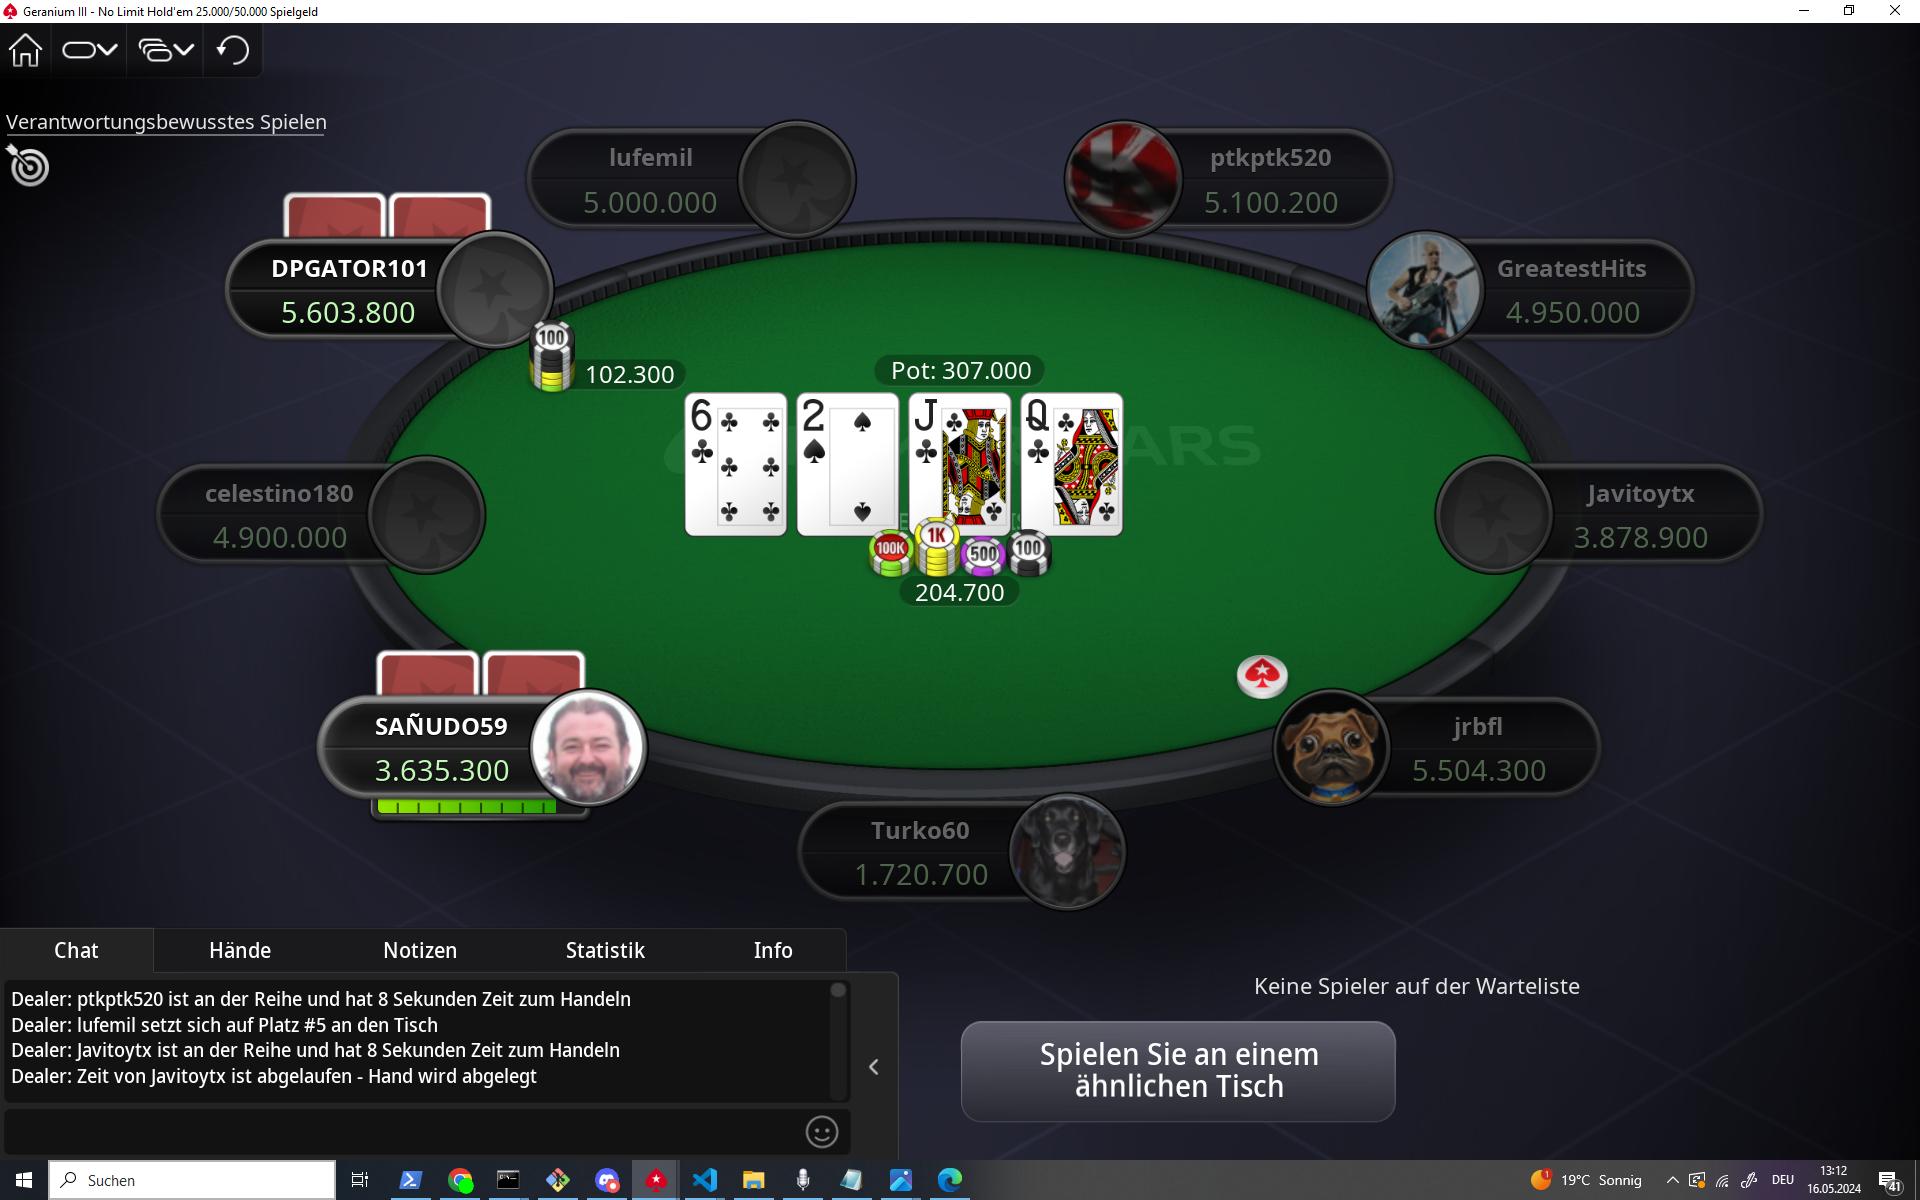 Geranium III - No Limit Hold'em 25.000/50.000 Spielgeld
Verantwortungsbewusstes Spielen
lufemil
5.000.000
ptkptk520
5.100.200
DPGATOR101
5.603.800
GreatestHits
4.950.000
100
102.300
Pot: 307.000
6
2
J
Q
celestino180
4.900.000
Javitoytx
3.878.900
100K
1K
500
100
204.700
SAÑUDO59
3.635.300
jrbfl
5.504.300
Turko60
1.720.700
Chat Hände Notizen Statistik Info
Dealer: ptkptk520 ist an der Reihe und hat 8 Sekunden Zeit zum Handeln
Dealer: lufemil setzt sich auf Platz #5 an den Tisch
Dealer: Javitoytx ist an der Reihe und hat 8 Sekunden Zeit zum Handeln
Dealer: Zeit von Javitoytx ist abgelaufen - Hand wird abgelegt
Keine Spieler auf der Warteliste
Spielen Sie an einem
ähnlichen Tisch
Suchen
1
19°C Sonnig
DEU
13:12
16.05.2024
41